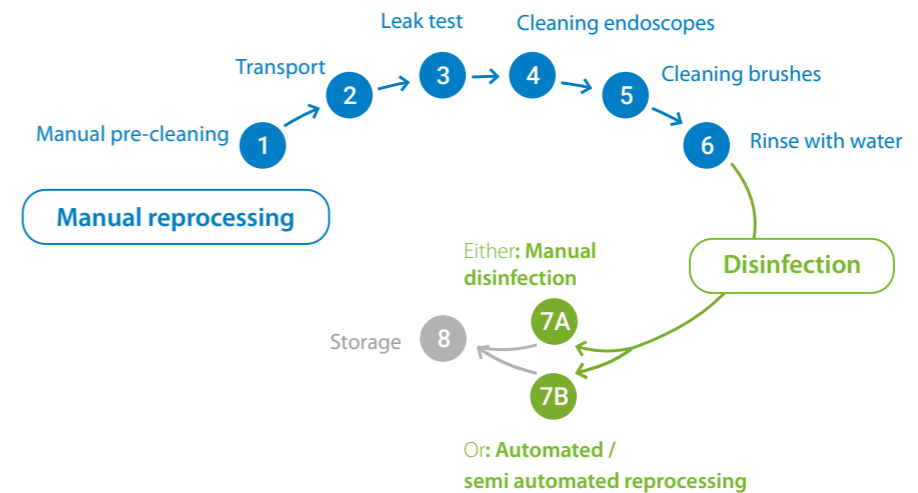 Leak test
Cleaning endoscopes
Transport
3
4
Cleaning brushes
2
5
Manual pre-cleaning
1
6
Rinse with water
Manual reprocessing
Either: Manual
disinfection
Disinfection
7A
Storage
8
7B
Or: Automated /
semi automated reprocessing